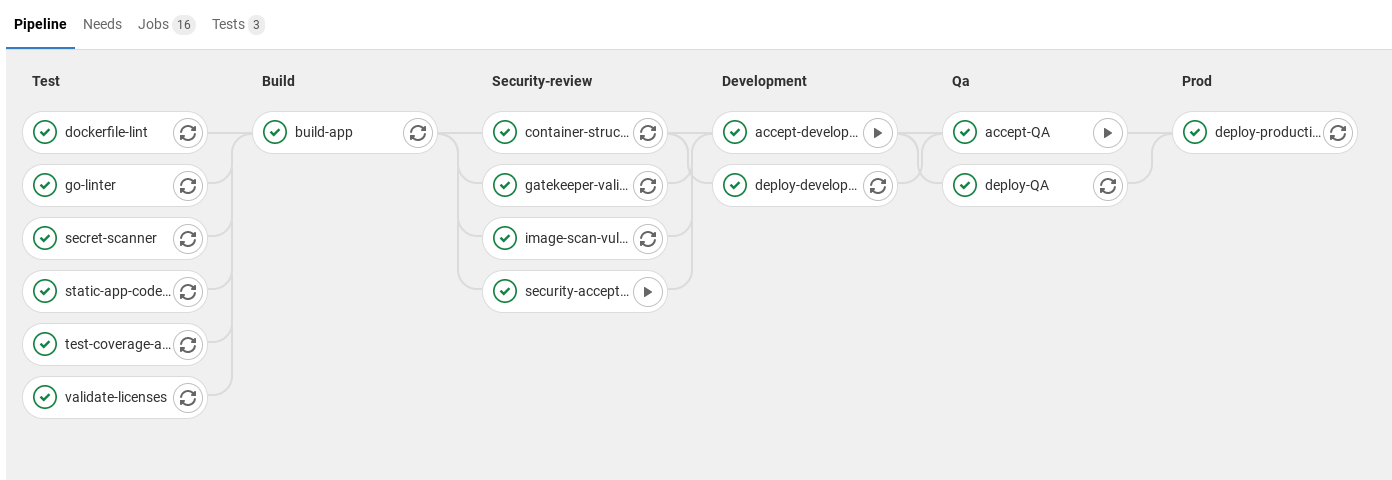 Pipeline Needs Jobs 16 Tests 3
Test Build Security-review Development Qa Prod
dockerfile-lint build-app container-struc... accept-develop... accept-QA deploy-producti...
go-linter gatekeeper-vali... deploy-develop... deploy-QA
secret-scanner image-scan-vul...
static-app-code... security-accept...
test-coverage-a...
validate-licenses